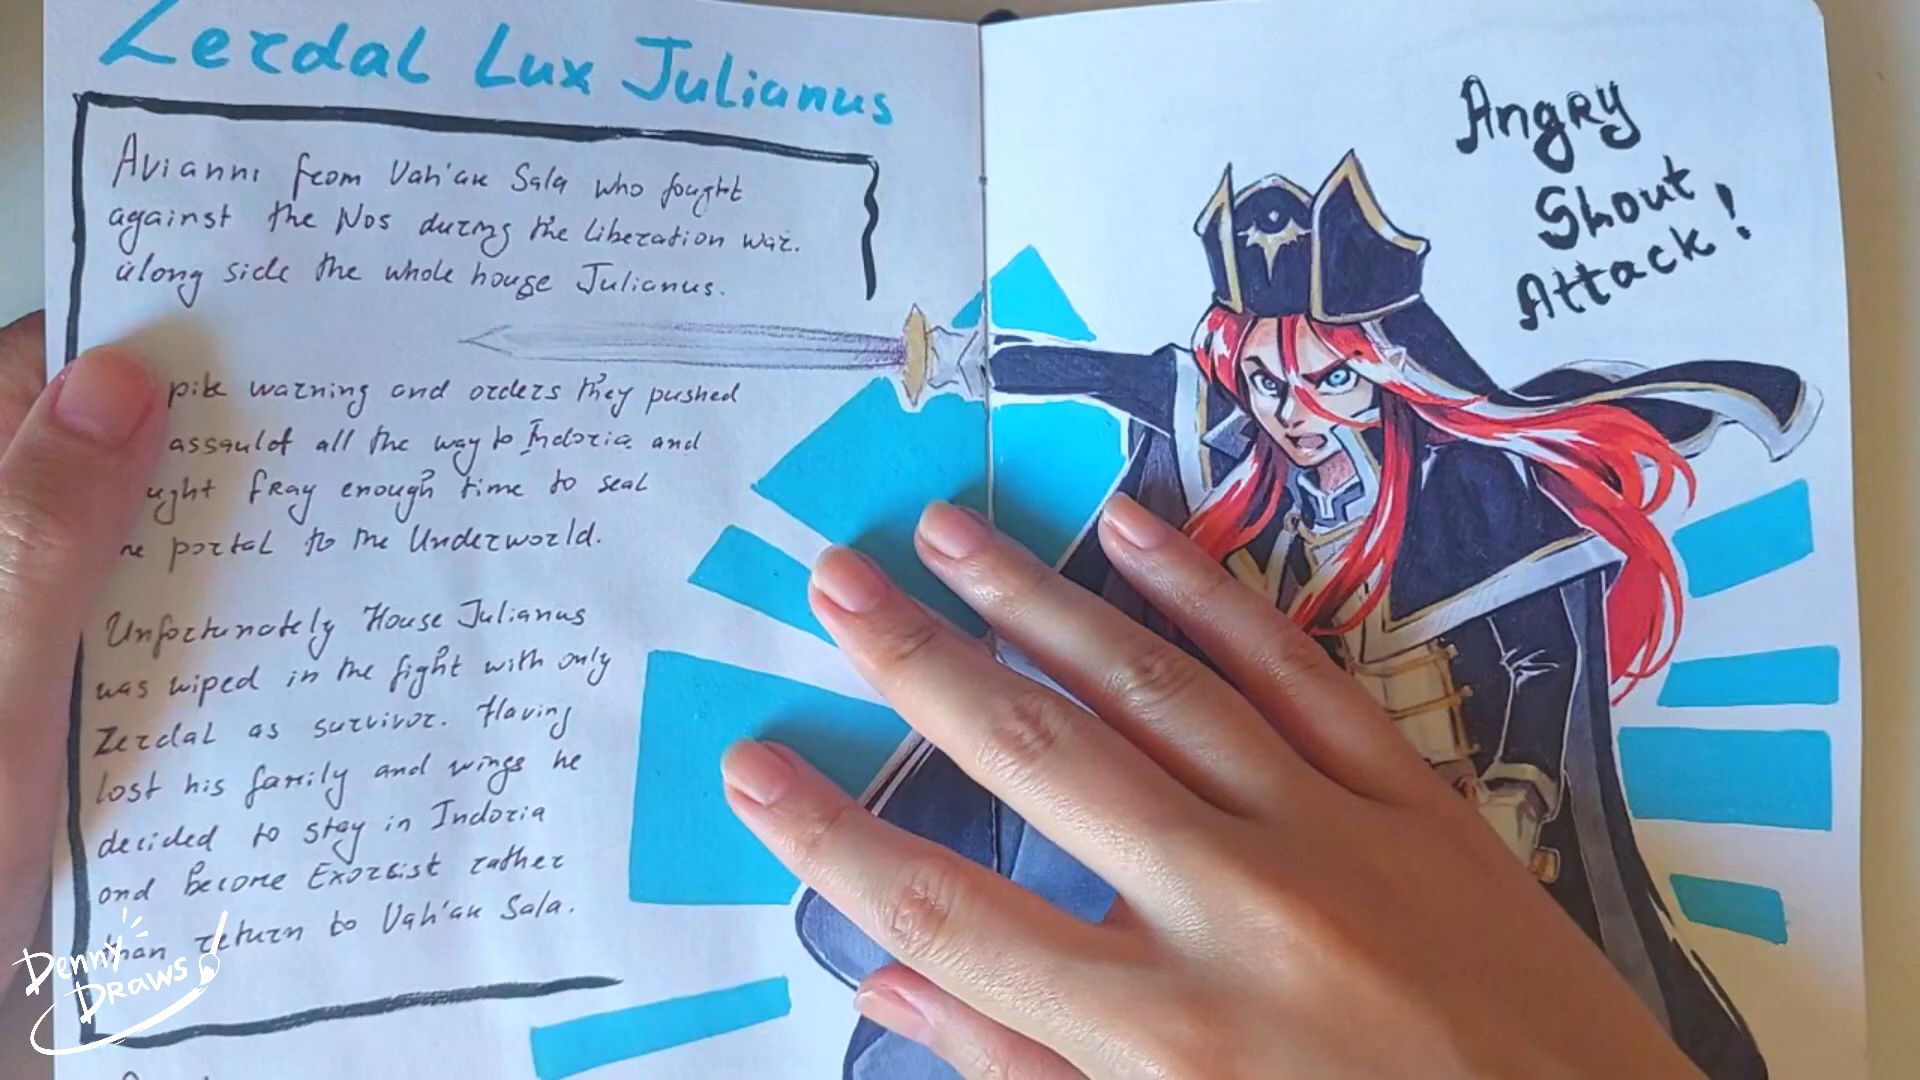 Zerdal Lux Julianus
Avianni from Vah'au Sala who fought
against the Nos during the liberation war.
along side the whole house Julianus.
pite warning and orders they pushed
assault all the way to Indoria and
ught fray enough time to seal
he portal to the Underworld.
Unfortunately House Julianus
was wiped in the fight with only
Zerdal as survivor. Having
lost his family and wings he
decided to stay in Indoria
and become Exorcist rather
than return to Vah'au Sala.
Angry
Shout
Attack!
Denny
Draws